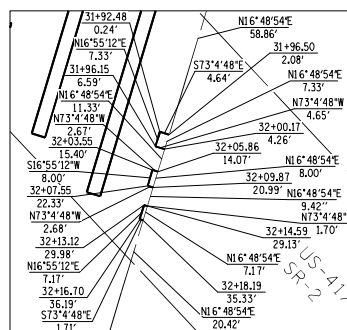 31+92.48
0.24'
N16°55'12"E
7.33'
31+96.15
6.59'
N16°48'54"E
11.33'
N73°4'48"W
2.67'
32+03.55
15.40'
S16°55'12"W
8.00'
32+07.55
22.33'
N73°4'48"W
2.68'
32+13.12
29.98'
N16°55'12"E
7.17'
32+16.70
36.19'
S73°4'48"E
1.71'
N16°48'54"E
58.86'
S73°4'48"E
4.64'
31+96.50
2.08'
N16°48'54"E
7.33'
N73°4'48"W
4.65'
32+00.17
4.26'
32+05.86
14.07'
N16°48'54"E
8.00'
32+09.87
20.99'
N16°48'54"E
9.42"
N73°4'48"
1.70'
32+14.59
29.13'
N16°48'54"E
7.17'
32+18.19
35.33'
N16°48'54"E
20.42'
US-41/
SR-2